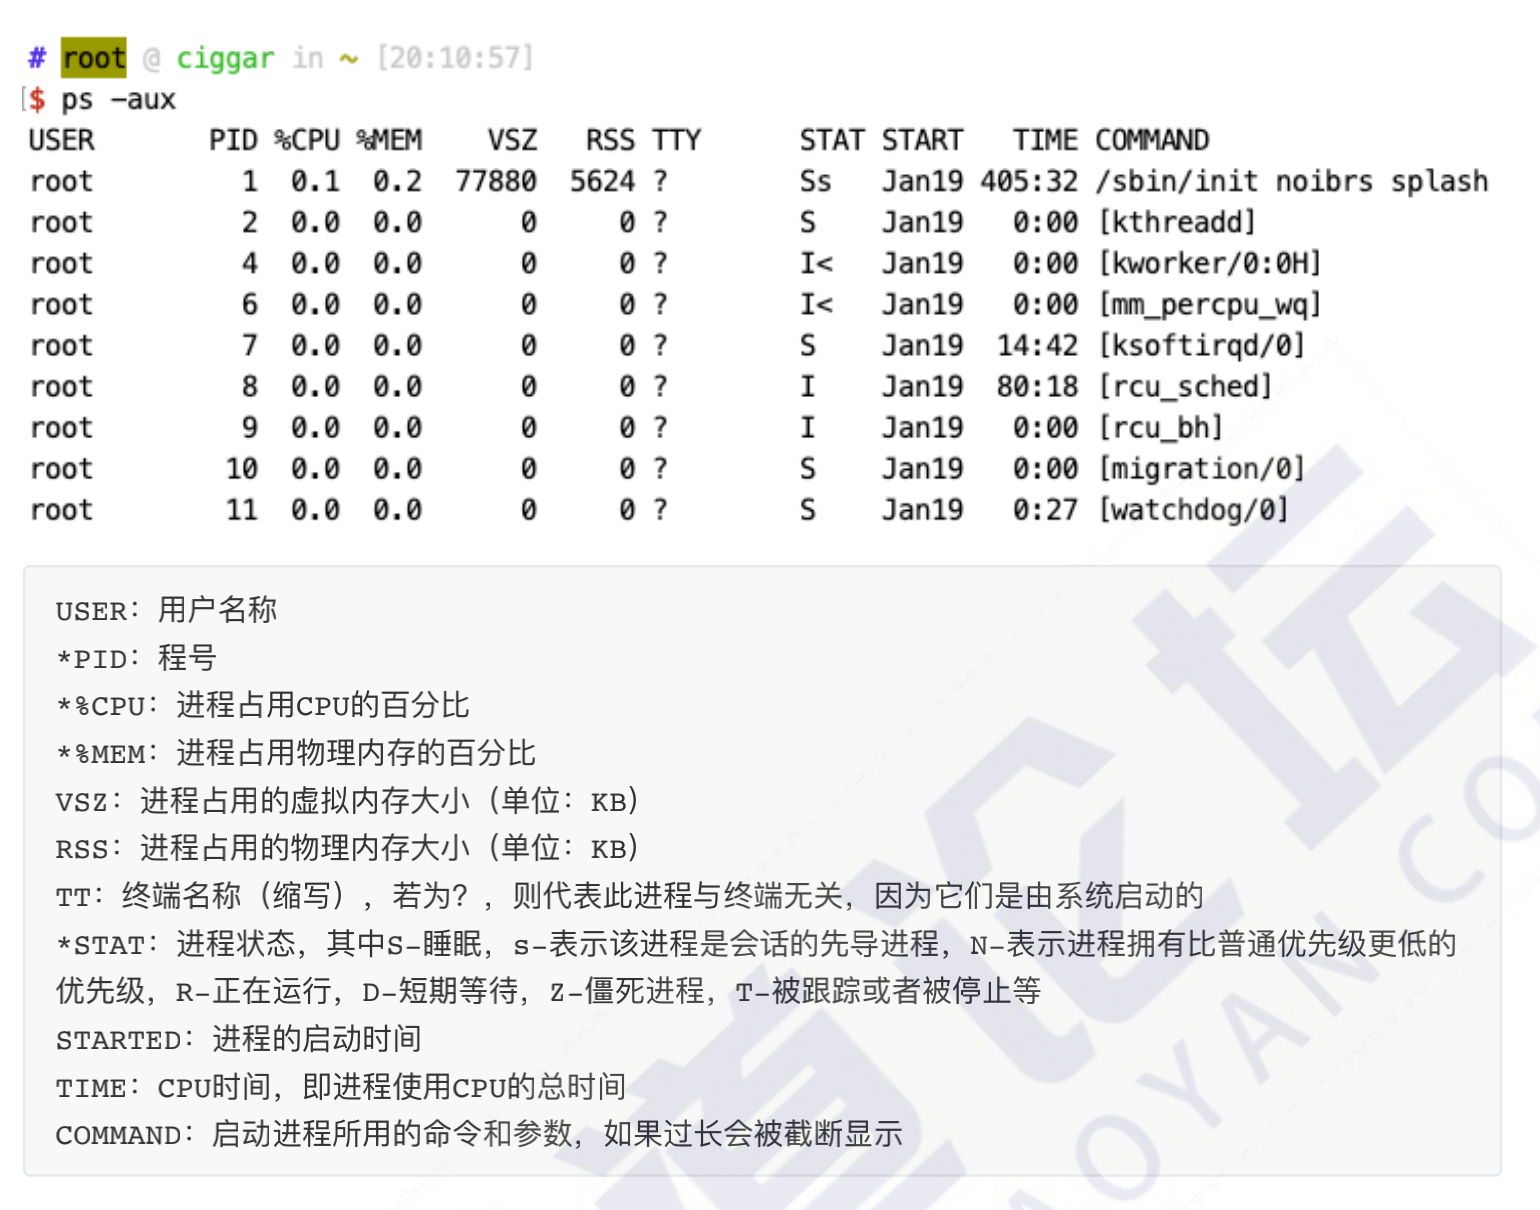 # root @ ciggar in ~ [20:10:57]
[$ ps -aux
USER PID %CPU %MEM VSZ RSS TTY STAT START TIME COMMAND
root 1 0.1 0.2 77880 5624 ? Ss Jan19 405:32 /sbin/init noibrs splash
root 2 0.0 0.0 0 0 ? S Jan19 0:00 [kthreadd]
root 4 0.0 0.0 0 0 ? I< Jan19 0:00 [kworker/0:0H]
root 6 0.0 0.0 0 0 ? I< Jan19 0:00 [mm_percpu_wq]
root 7 0.0 0.0 0 0 ? S Jan19 14:42 [ksoftirqd/0]
root 8 0.0 0.0 0 0 ? I Jan19 80:18 [rcu_sched]
root 9 0.0 0.0 0 0 ? I Jan19 0:00 [rcu_bh]
root 10 0.0 0.0 0 0 ? S Jan19 0:00 [migration/0]
root 11 0.0 0.0 0 0 ? S Jan19 0:27 [watchdog/0]
USER：用户名称
*PID：程号
*%CPU：进程占用CPU的百分比
*%MEM：进程占用物理内存的百分比
VSZ：进程占用的虚拟内存大小（单位：KB）
RSS：进程占用的物理内存大小（单位：KB）
TT：终端名称（缩写），若为？，则代表此进程与终端无关，因为它们是由系统启动的
*STAT：进程状态，其中S-睡眠，s-表示该进程是会话的先导进程，N-表示进程拥有比普通优先级更低的
优先级，R-正在运行，D-短期等待，Z-僵死进程，T-被跟踪或者被停止等
STARTED：进程的启动时间
TIME：CPU时间，即进程使用CPU的总时间
COMMAND：启动进程所用的命令和参数，如果过长会被截断显示
道论坛
AOYAN.CO